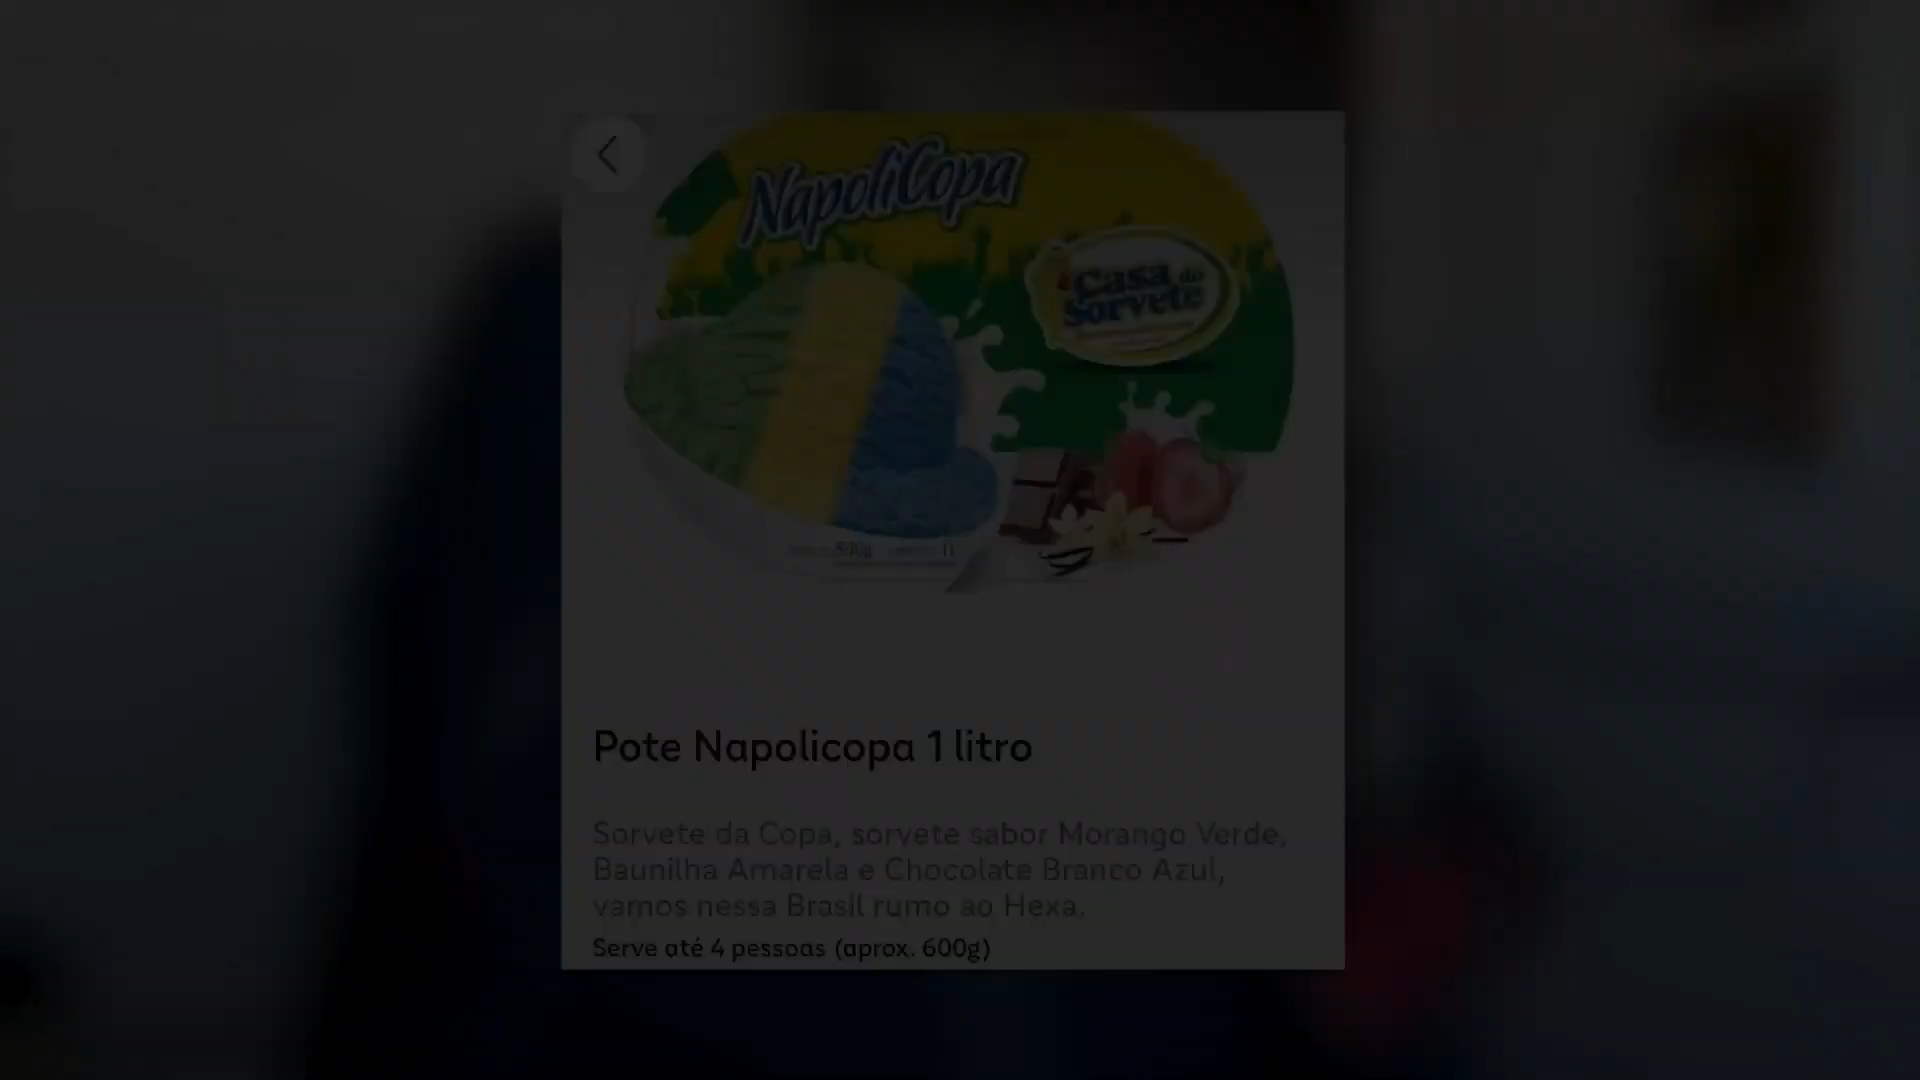 NapoliCopa
Casa do
Sorvete
1L
Pote Napolicopa 1 litro
Sorvete da Copa, sorvete sabor Morango Verde,
Baunilha Amarela e Chocolate Branco Azul,
vamos nessa Brasil rumo ao Hexa.
Serve até 4 pessoas (aprox. 600g)